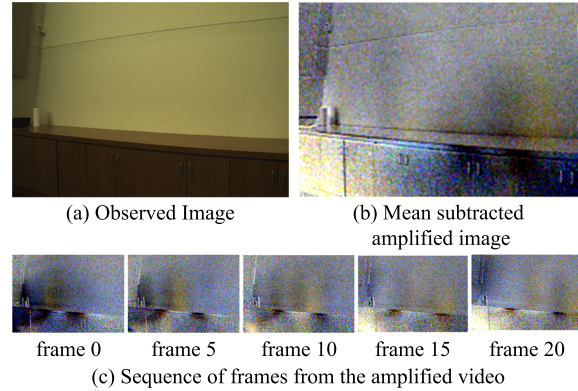 (a) Observed Image
(b) Mean subtracted
amplified image
frame 0
frame 5
frame 10
frame 15
frame 20
(c) Sequence of frames from the amplified video